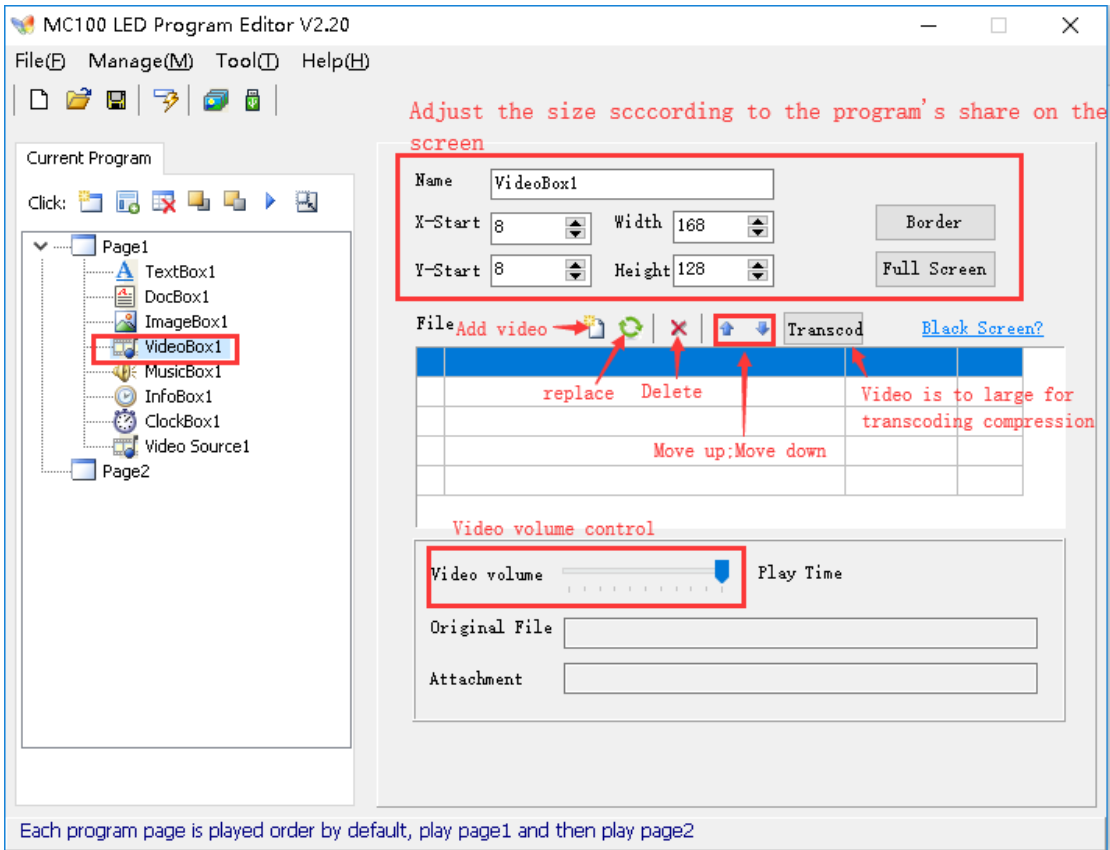 MC100 LED Program Editor V2.20
File(F) Manage(M) Tool(T) Help(H)
Adjust the size scccording to the program's share on the
screen
Current Program
Click:
Page1
TextBox1
DocBox1
ImageBox1
VideoBox1
MusicBox1
InfoBox1
ClockBox1
Video Source1
Page2
Name VideoBox1
X-Start 8 Width 168 Border
Y-Start 8 Height 128 Full Screen
File Add video Transcod Black Screen?
replace Delete Video is to large for
transcoding compression
Move up;Move down
Video volume control
Video volume Play Time
Original File
Attachment
Each program page is played order by default, play page1 and then play page2